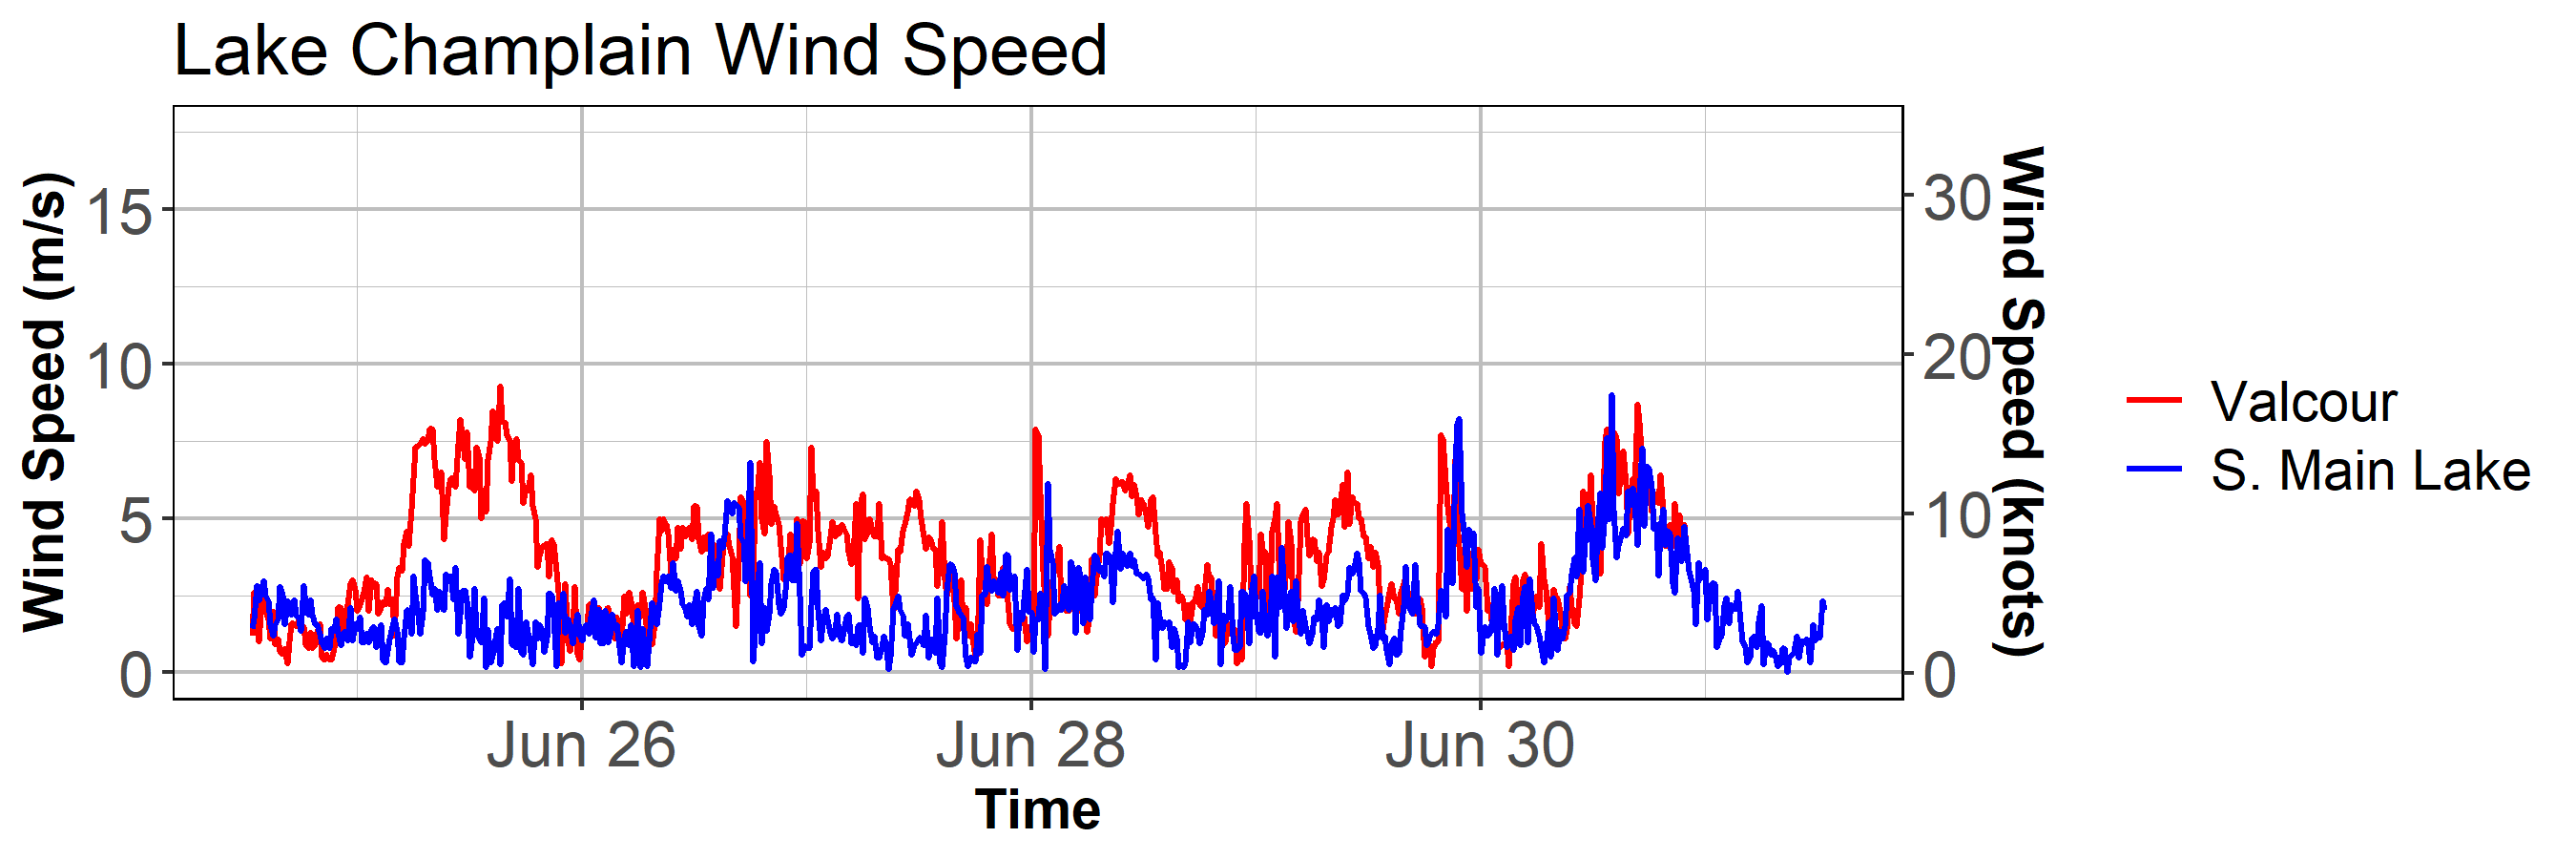 Lake Champlain Wind Speed
Wind Speed (m/s)
15
10
5
0
30
20
10
0
Wind Speed (knots)
Jun 26
Jun 28
Jun 30
Time
Valcour
S. Main Lake